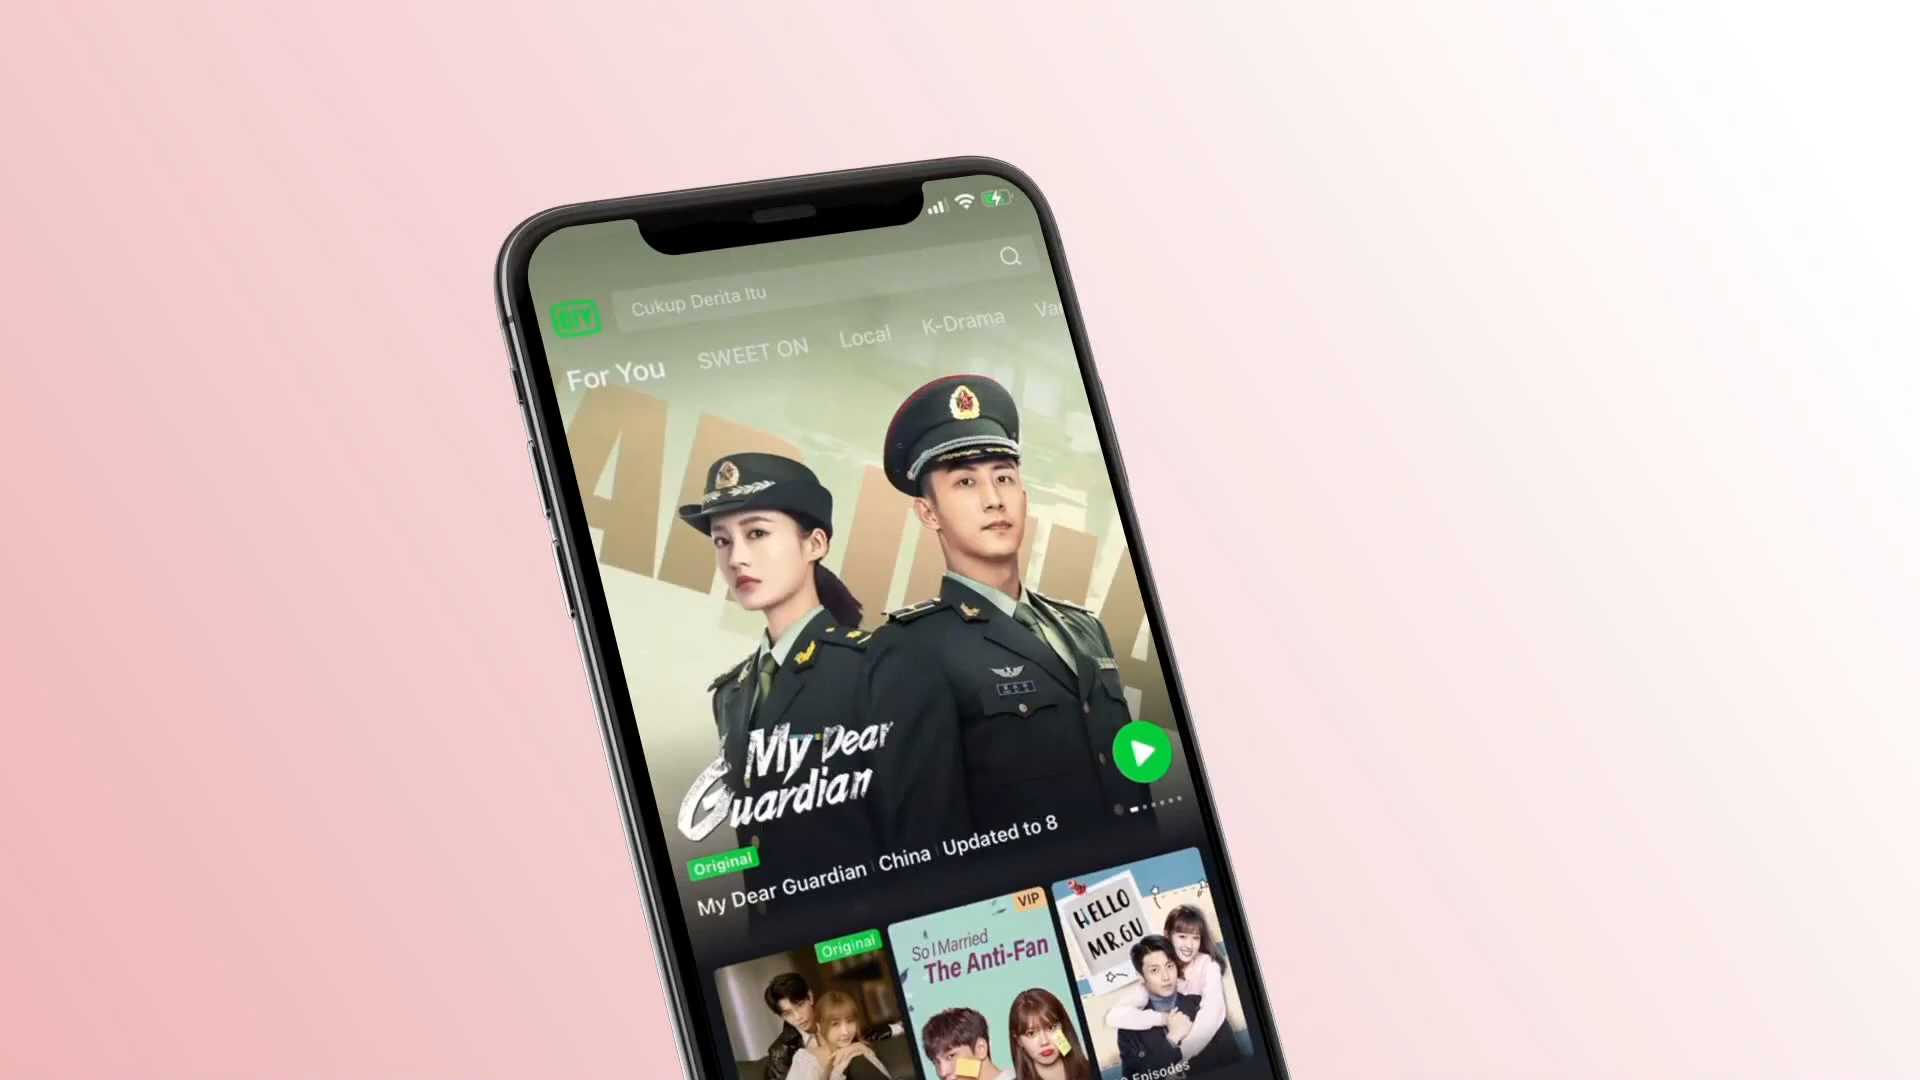 Cukup Derita Itu
For You SWEET ON Local K-Drama Va
My Dear
Guardian
Original
My Dear Guardian China Updated to 8
Original
VIP
So I Married
The Anti-Fan
HELLO
MR.GU
Episodes